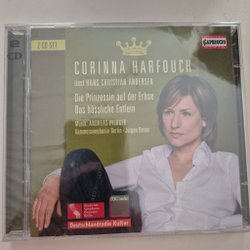 2 CD-SET
CAPRICCIO
CORINNA HARFOUCH
liest HANS CHRISTIAN ANDERSEN
Die Prinzessin auf der Erbse
Das hässliche Entlein
Musik: ANDREAS
Kammersymphonie Berlin · Jürgen Bruns
Deutschlandradio Kultur